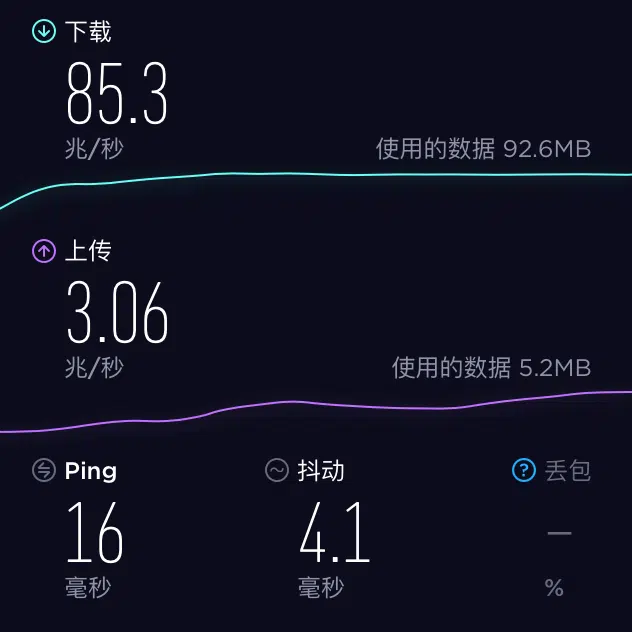 下载
85.3
兆/秒
使用的数据 92.6MB
上传
3.06
兆/秒
使用的数据 5.2MB
Ping 抖动 丢包
16 4.1 —
毫秒 毫秒 %